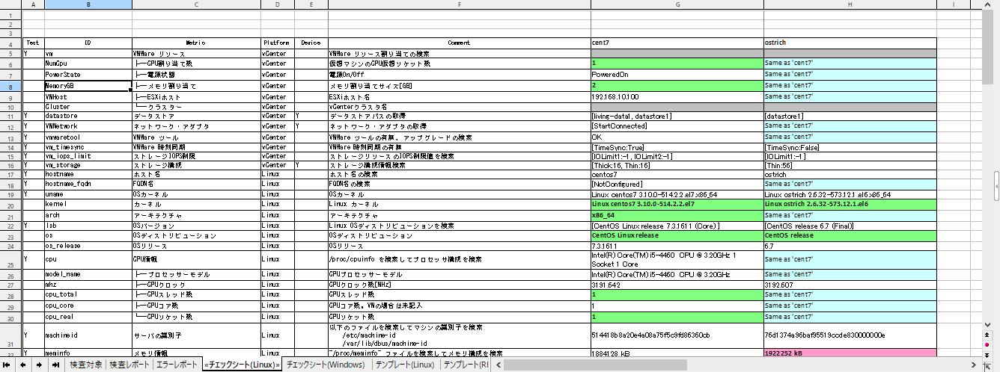 A B C D E F G H I
1
2
3
4 Test ID Metric Platform Device Comment cent7 ostrich
5 Y vm VMWare リソース vCenter VMWare リソース割り当ての検索
6 NumCpu ├─CPU割り当て数 vCenter 仮想マシンのCPU仮想ソケット数 1 Same as 'cent7'
7 PowerState ├─電源状態 vCenter 電源On/Off PoweredOn Same as 'cent7'
8 MemoryGB ├─メモリ割り当て vCenter メモリ割り当てサイズ[GB] 2 Same as 'cent7'
9 VMHost ├─ESXiホスト vCenter ESXiホスト名 192.168.10.100 Same as 'cent7'
10 Cluster └─クラスター vCenter vCenterクラスタ名
11 Y datastore データストア vCenter Y データストアパスの取得 [living-data1, datastore1] [datastore1]
12 Y VMNetwork ネットワーク・アダプタ vCenter Y ネットワーク・アダプタの取得 [StartConnected] Same as 'cent7'
13 Y vmwaretool VMWare ツール vCenter VMWare ツールの有無、アップグレードの検索 OK Same as 'cent7'
14 Y vm_timesync VMWare 時刻同期 vCenter VMWare 時刻同期の有無 [TimeSync:True] [TimeSync:False]
15 Y vm_iops_limit ストレージIOPS制限 vCenter ストレージリソースのIOPS制限値を検索 [IOLimit1:-1, IOLimit2:-1] [IOLimit1:-1]
16 Y vm_storage ストレージ構成 vCenter Y ストレージ構成情報検索 [Thick:16, Thin:16] [Thin:56]
17 Y hostname ホスト名 Linux ホスト名の検索 centos7 ostrich
18 Y hostname_fqdn FQDN名 Linux FQDN名の検索 [NotConfigured] Same as 'cent7'
19 Y uname OSカーネル Linux OSカーネル Linux centos7 3.10.0-514.2.2.el7.x86_64 Linux ostrich 2.6.32-573.12.1.el6.x86_64
20 kernel カーネル Linux Linux カーネル Linux centos7 3.10.0-514.2.2.el7 Linux ostrich 2.6.32-573.12.1.el6
21 arch アーキテクチャ Linux アーキテクチャ x86_64 Same as 'cent7'
22 Y lsb OSバージョン Linux Linux OSディストリビューションを検索 [CentOS Linux release 7.3.1611 (Core) ] [CentOS release 6.7 (Final)]
23 os OSディストリビューション Linux OSディストリビューション CentOS Linux release CentOS release
24 os_release OSリリース Linux OSリリース 7.3.1611 6.7
25 Y cpu CPU情報 Linux /proc/cpuinfo を検索してプロセッサ構成を検索 Intel(R) Core(TM) i5-4460 CPU @ 3.20GHz 1 Same as 'cent7'
Socket 1 Core
26 model_name ├─プロセッサーモデル Linux CPUプロセッサーモデル Intel(R) Core(TM) i5-4460 CPU @ 3.20GHz Same as 'cent7'
27 mhz ├─CPUクロック Linux CPUクロック数[MHz] 3191.642 3192.607
28 cpu_total ├─CPUスレッド数 Linux CPUスレッド数 1 Same as 'cent7'
29 cpu_core ├─CPUコア数 Linux CPUコア数。VMの場合は未記入 1 Same as 'cent7'
30 cpu_real └─CPUソケット数 Linux CPUソケット数 1 Same as 'cent7'
31 Y machineid サーバの識別子 Linux 以下のファイルを検索してマシンの識別子を検索 514418b8a20e4a08a75f5c9fd86360cb 76d1374a96baf95519ccde830000000e
/etc/machine-id
/var/lib/dbus/machine-id
32 Y meminfo メモリ情報 Linux "/proc/meminfo" ファイルを検索してメモリ構成を検索 1884128 kB 1922252 kB
検査対象 検査レポート エラーレポート «チェックシート(Linux)» チェックシート(Windows) テンプレート(Linux) テンプレート(RI